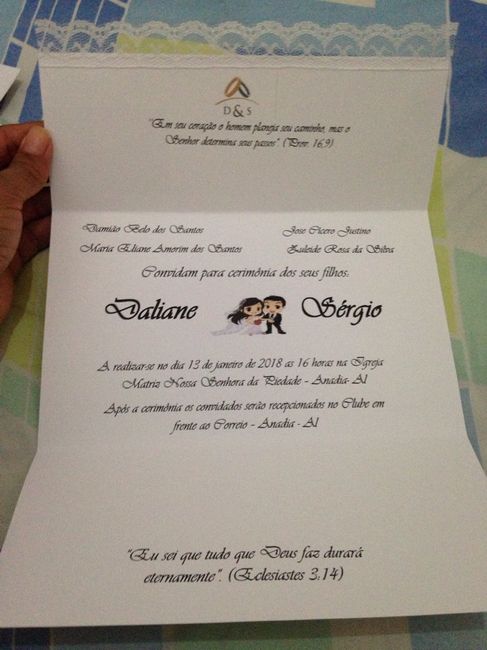 D&S
"Em seu coração o homem planeja seu caminho, mas o
Senhor determina seus passos". (Prov. 16,9)
Damião Belo dos Santos
Maria Eliane Amorim dos Santos
Jose Cicero Justino
Zuleide Rosa da Silva
Convidam para cerimônia dos seus filhos:
Daliane Sérgio
A realizar-se no dia 13 de janeiro de 2018 as 16 horas na Igreja
Matriz Nossa Senhora da Piedade - Anadia- Al
Após a cerimônia os convidados serão recepcionados no Clube em
frente ao Correio – Anadia - Al
"Eu sei que tudo que Deus faz durará
eternamente". (Eclesiastes 3,14)